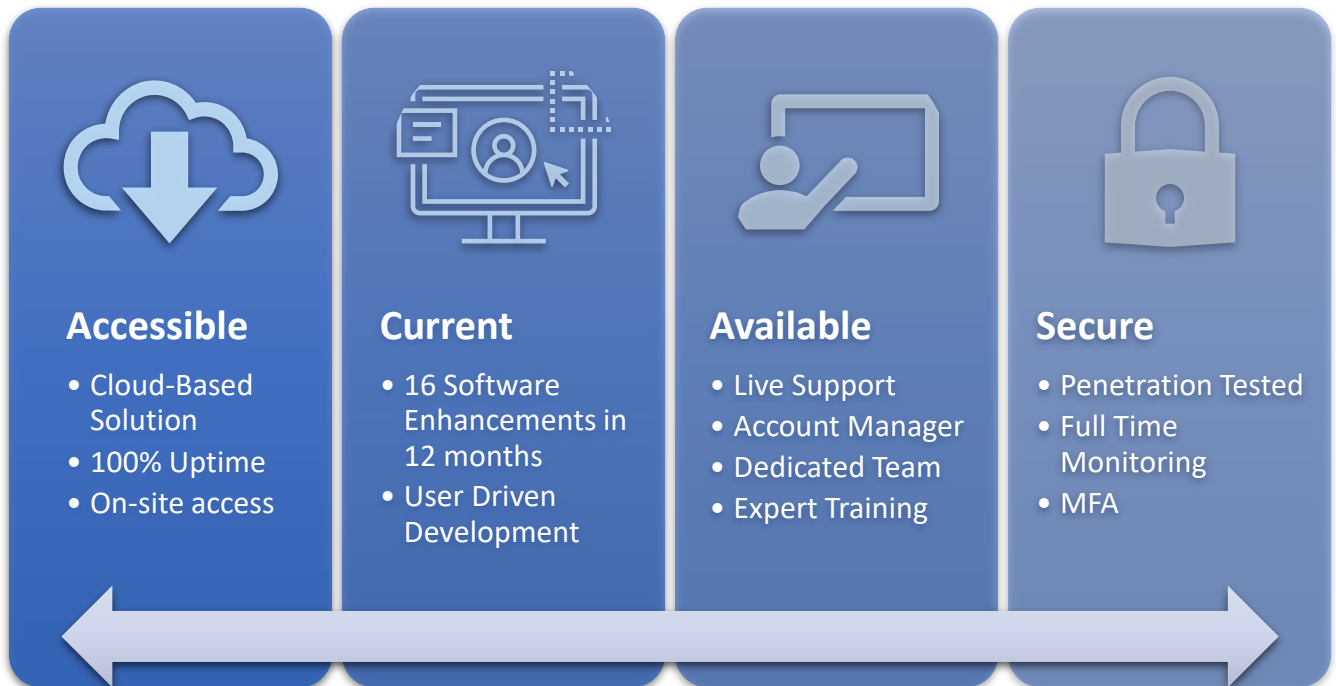 Accessible
• Cloud-Based
Solution
• 100% Uptime
• On-site access
Current
• 16 Software
Enhancements in
12 months
• User Driven
Development
Available
• Live Support
• Account Manager
• Dedicated Team
• Expert Training
Secure
• Penetration Tested
• Full Time
Monitoring
• MFA